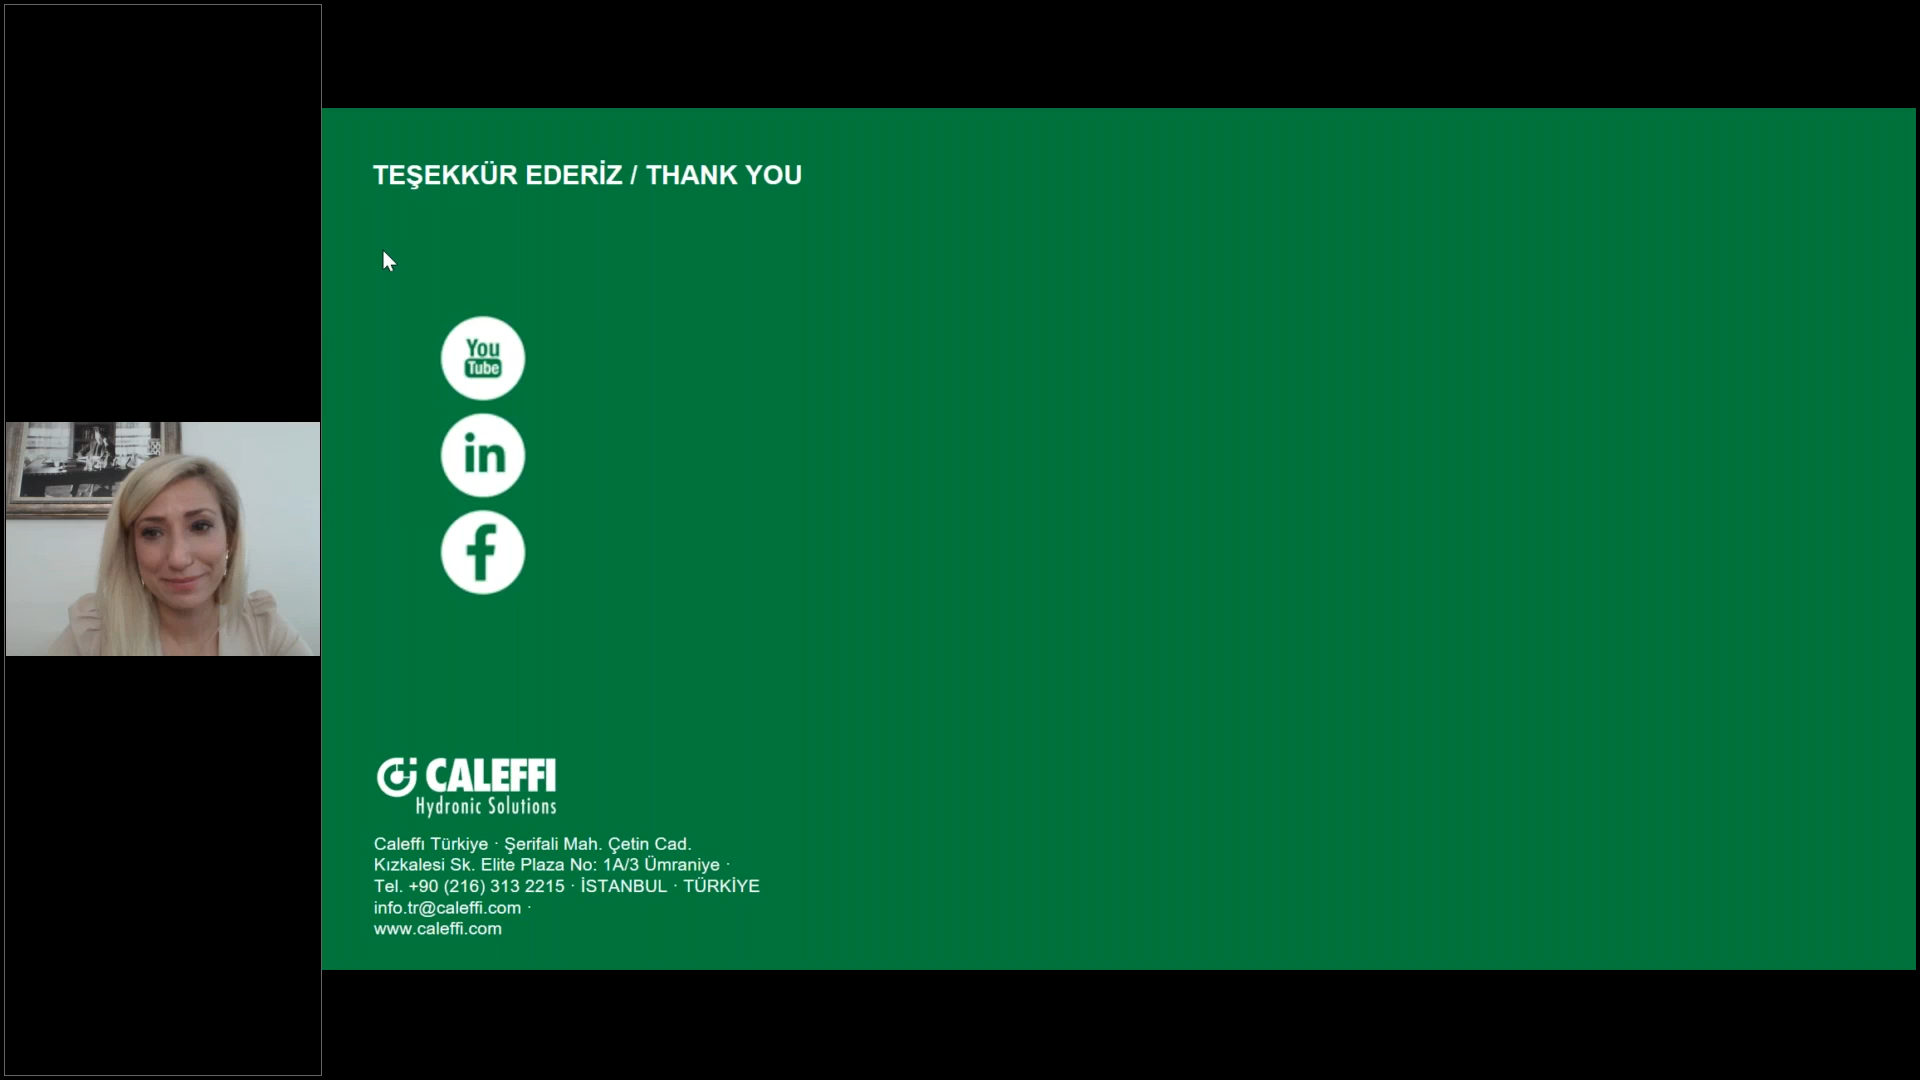 TEŞEKKÜR EDERİZ / THANK YOU
You
Tube
in
f
CALEFFI
Hydronic Solutions
Caleffi Türkiye · Şerifali Mah. Çetin Cad.
Kızkalesi Sk. Elite Plaza No: 1A/3 Ümraniye ·
Tel. +90 (216) 313 2215 · İSTANBUL · TÜRKİYE
info.tr@caleffi.com ·
www.caleffi.com